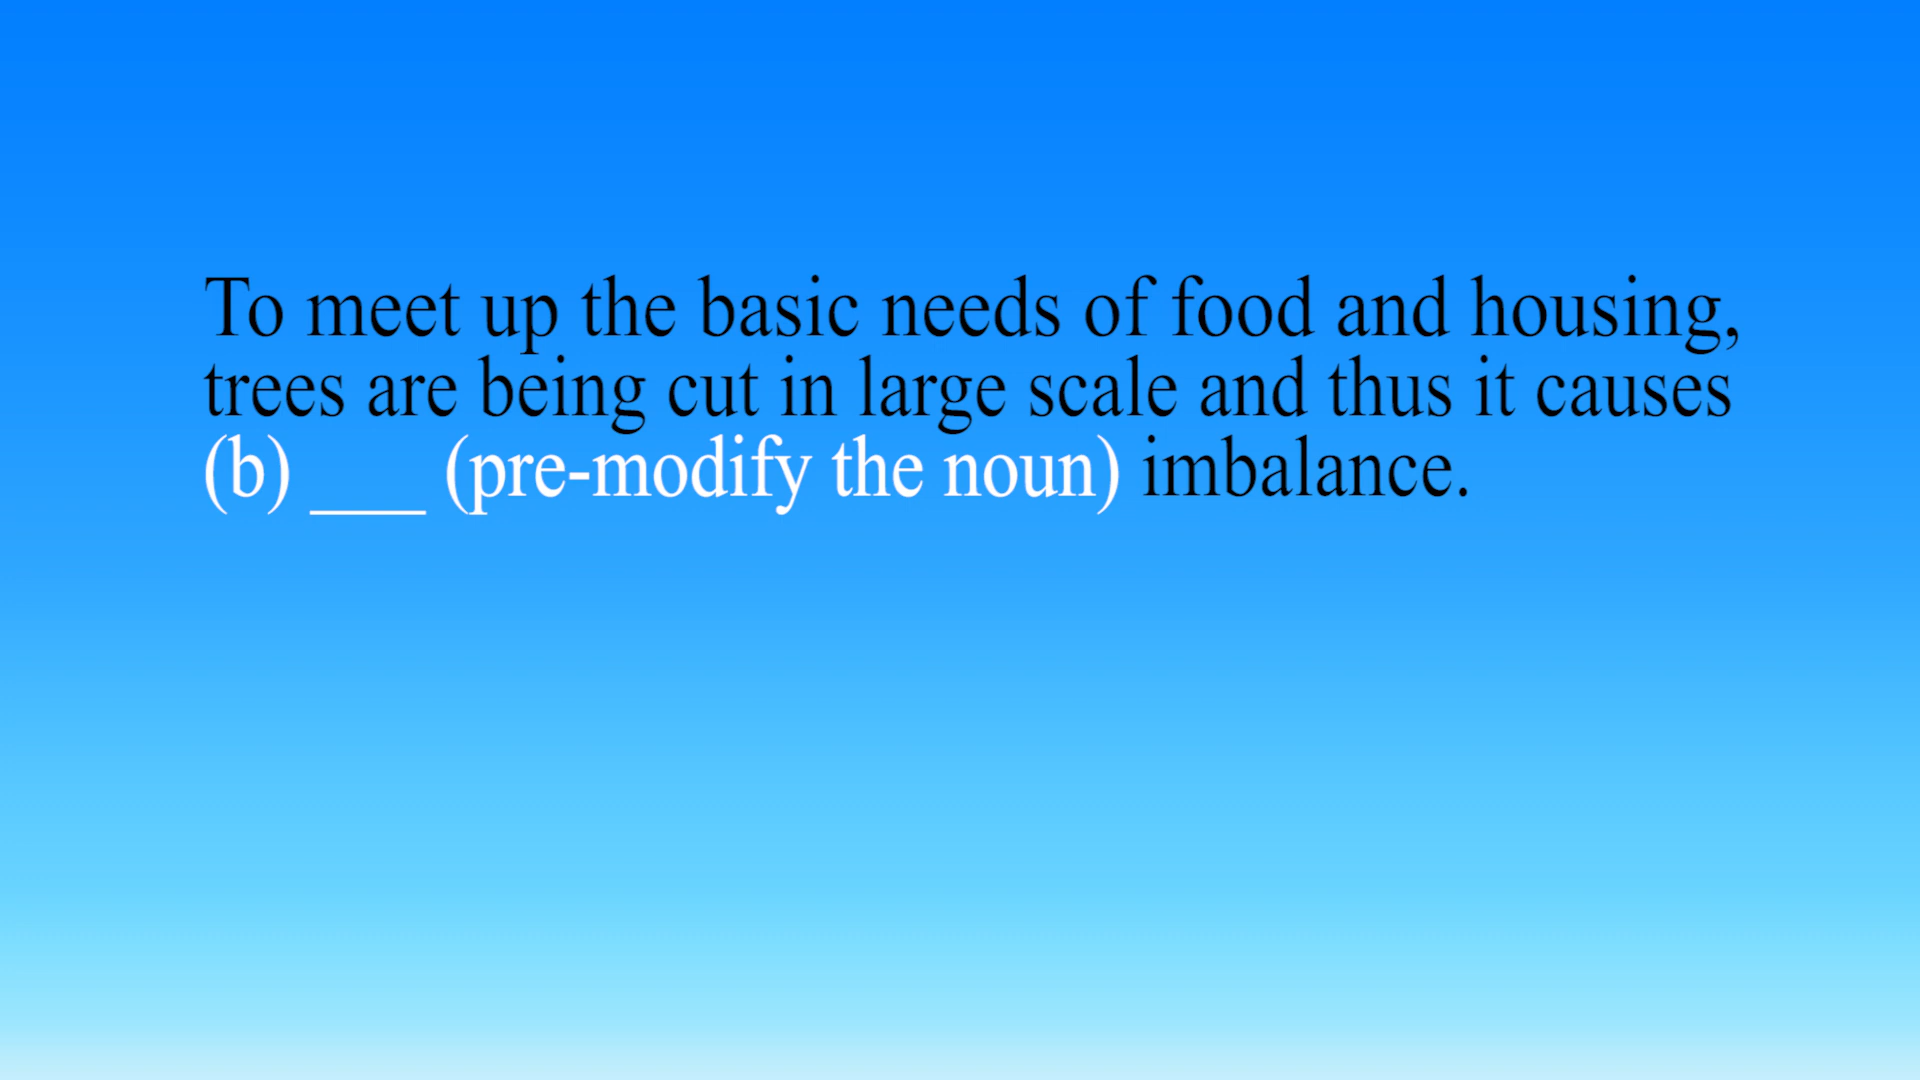 To meet up the basic needs of food and housing,
trees are being cut in large scale and thus it causes
(b) ___ (pre-modify the noun) imbalance.